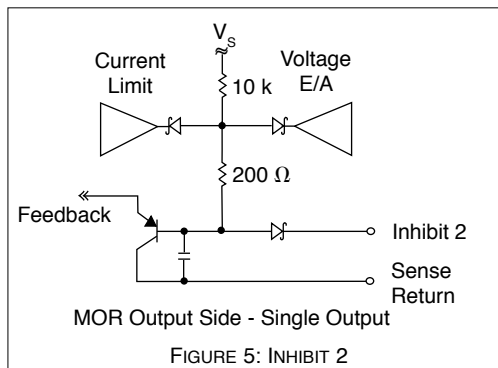 V_S
Current
Limit
Voltage
E/A
10 k
200 Ω
Feedback
Inhibit 2
Sense
Return
MOR Output Side - Single Output
FIGURE 5: INHIBIT 2